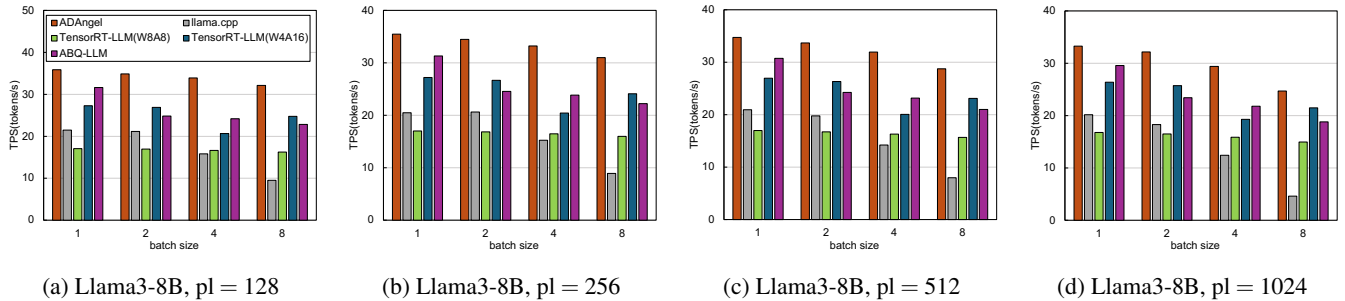 ADAngel llama.cpp
TensorRT-LLM(W8A8) TensorRT-LLM(W4A16)
ABQ-LLM
TPS(tokens/s)
50
40
30
20
10
0
1 2 4 8
batch size
(a) Llama3-8B, pl = 128
TPS(tokens/s)
40
30
20
10
0
1 2 4 8
batch size
(b) Llama3-8B, pl = 256
TPS(tokens/s)
40
30
20
10
0
1 2 4 8
batch size
(c) Llama3-8B, pl = 512
TPS(tokens/s)
40
30
20
10
0
1 2 4 8
batch size
(d) Llama3-8B, pl = 1024